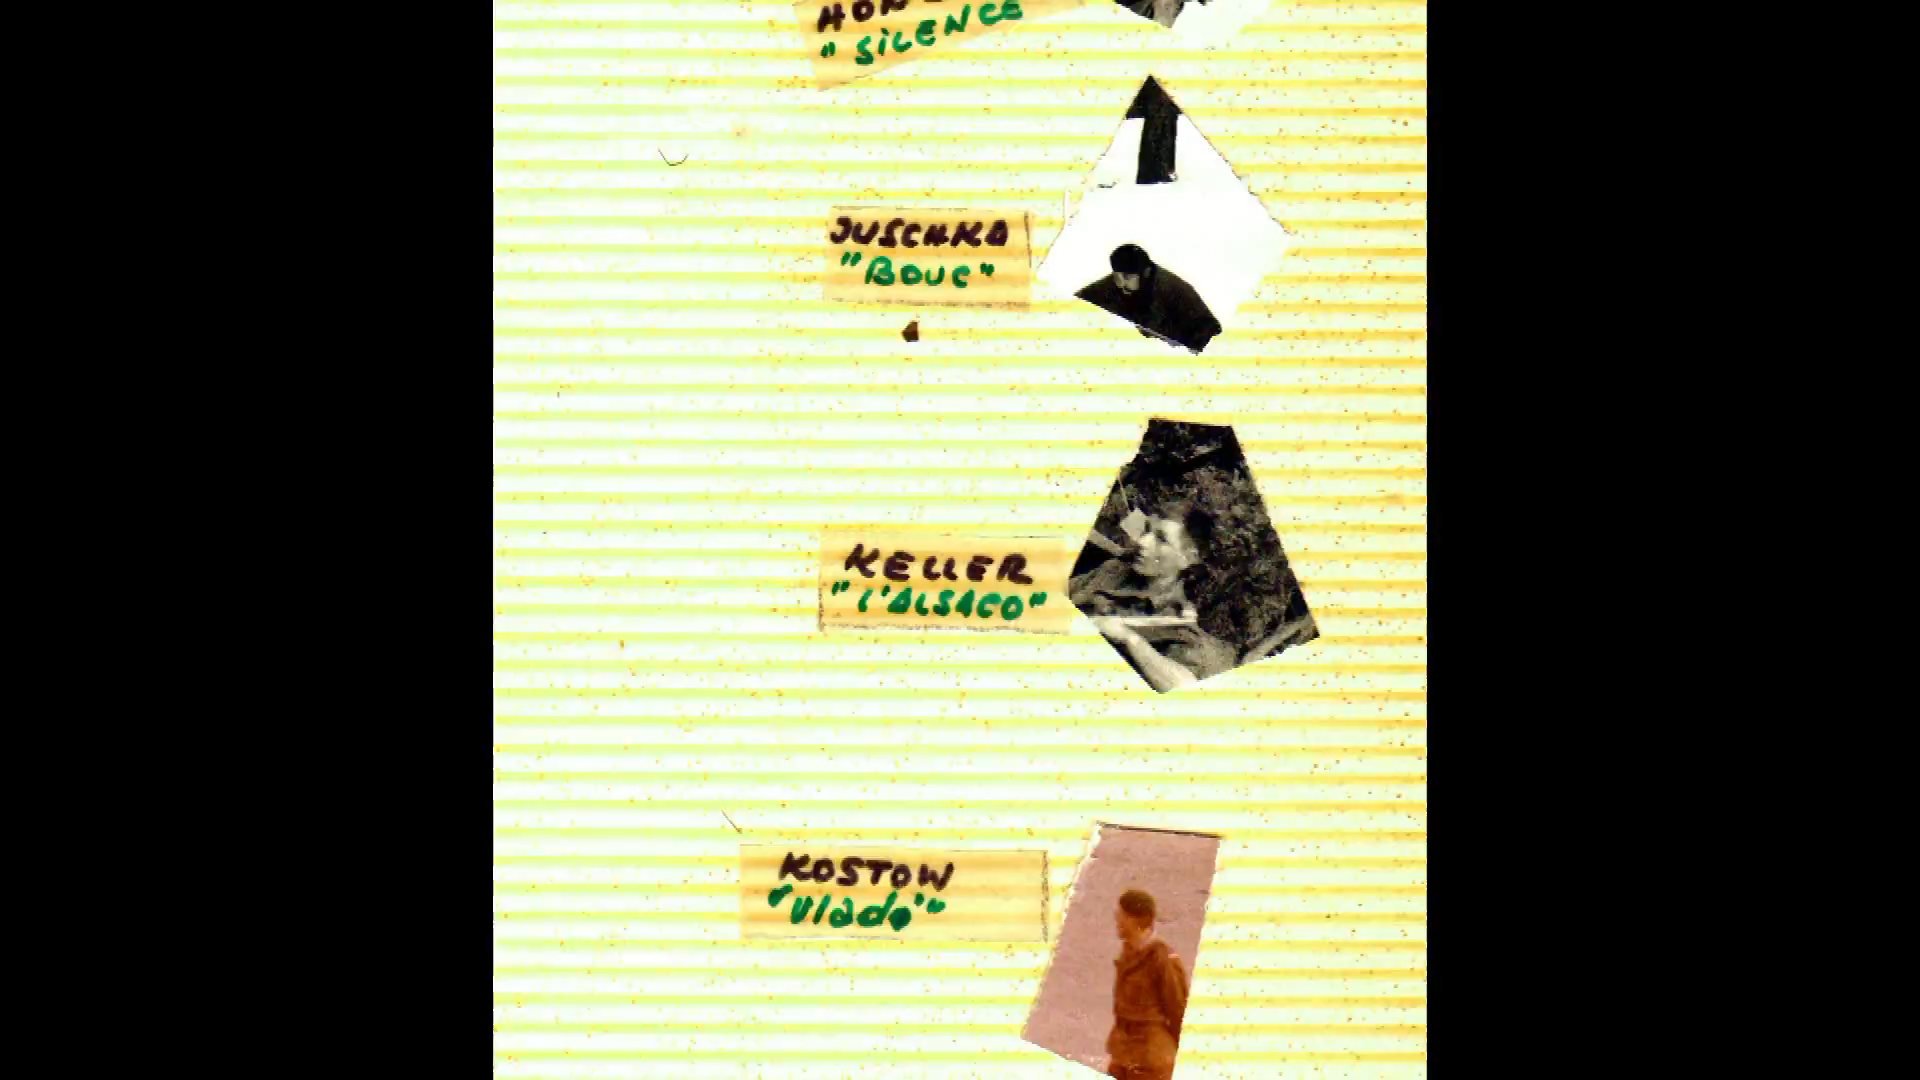 "SILENCE
JUSCHKA
"BOUC"
KELLER
"L'ALSACO"
KOSTOW
"Vlado"